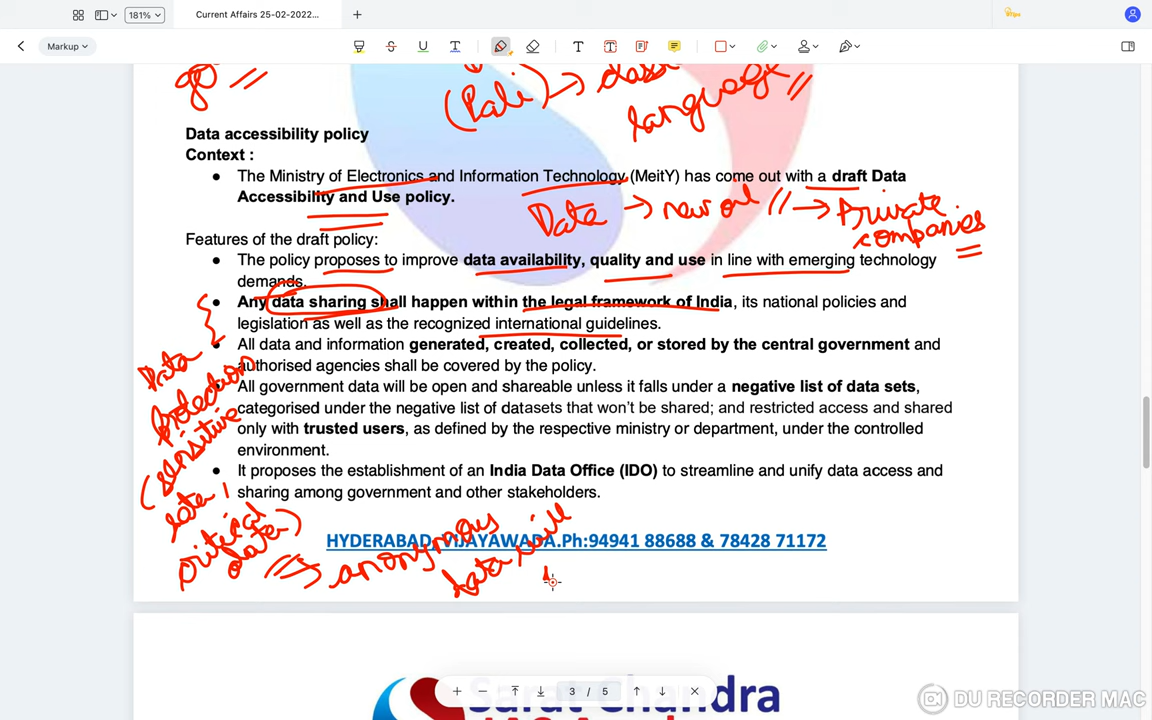 181%
Current Affairs 25-02-2022...
Markup
go
(Pali) → classi
language
Data accessibility policy
Context :
● The Ministry of Electronics and Information Technology (MeitY) has come out with a draft Data
Accessibility and Use policy.
Data → new oil // → Private
companies
Features of the draft policy:
● The policy proposes to improve data availability, quality and use in line with emerging technology
demands.
● Any data sharing shall happen within the legal framework of India, its national policies and
legislation as well as the recognized international guidelines.
● All data and information generated, created, collected, or stored by the central government and
authorised agencies shall be covered by the policy.
● All government data will be open and shareable unless it falls under a negative list of data sets,
categorised under the negative list of datasets that won't be shared; and restricted access and shared
only with trusted users, as defined by the respective ministry or department, under the controlled
environment.
● It proposes the establishment of an India Data Office (IDO) to streamline and unify data access and
sharing among government and other stakeholders.
Data
protection
(sensitive
data /
critical
data)
anonymous
data will
HYDERABAD, VIJAYAWADA.Ph:94941 88688 & 78428 71172
Sarat Chandra
3 / 5
DU RECORDER MAC